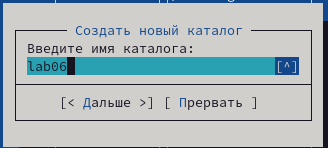 Создать новый каталог
Введите имя каталога:
lab06 [^]
[< Дальше >] [ Прервать ]